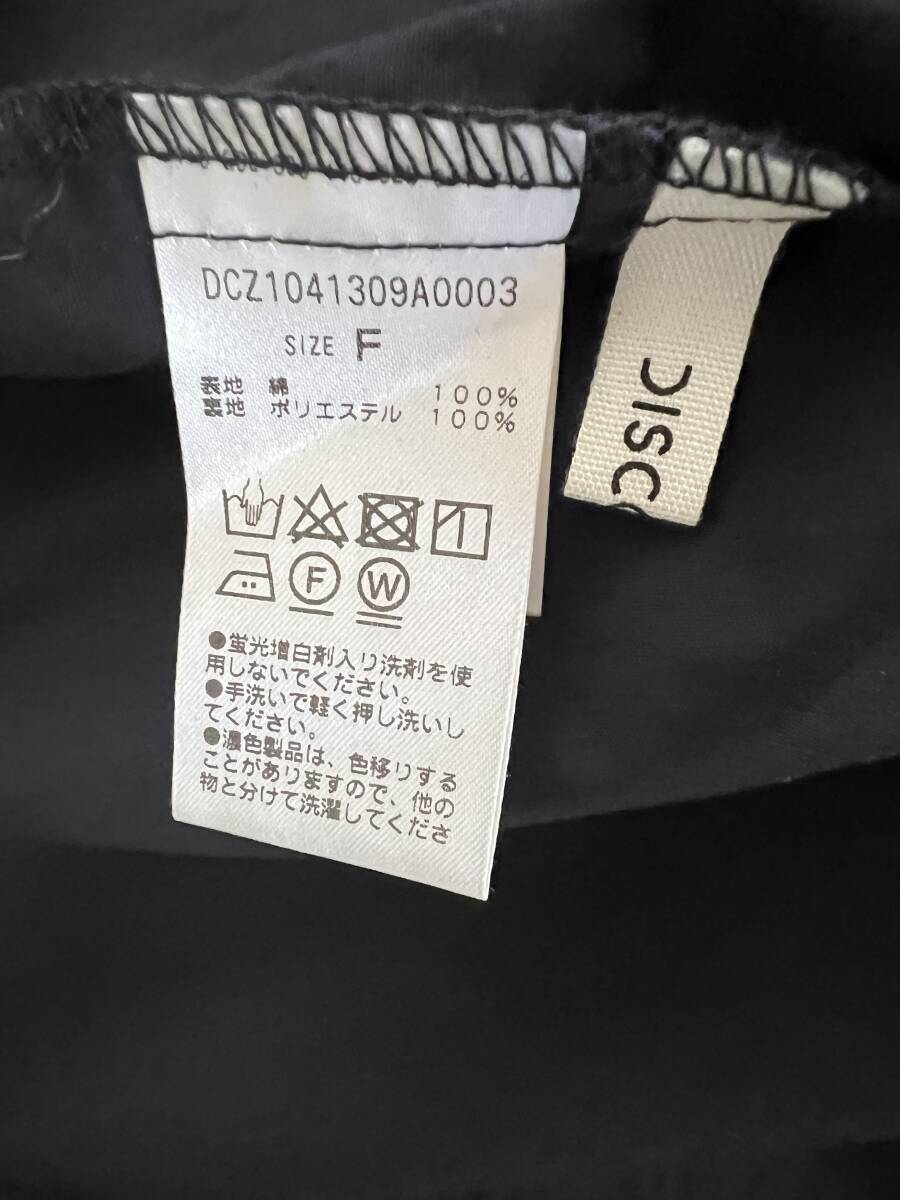 DCZ1041309A0003
SIZE F
表地 綿 100%
裏地 ポリエステル 100%
F W
●蛍光増白剤入り洗剤を使
用しないでください。
●手洗いで軽く押し洗いし
てください。
●濃色製品は、色移りする
ことがありますので、他の
物と分けて洗濯してくださ